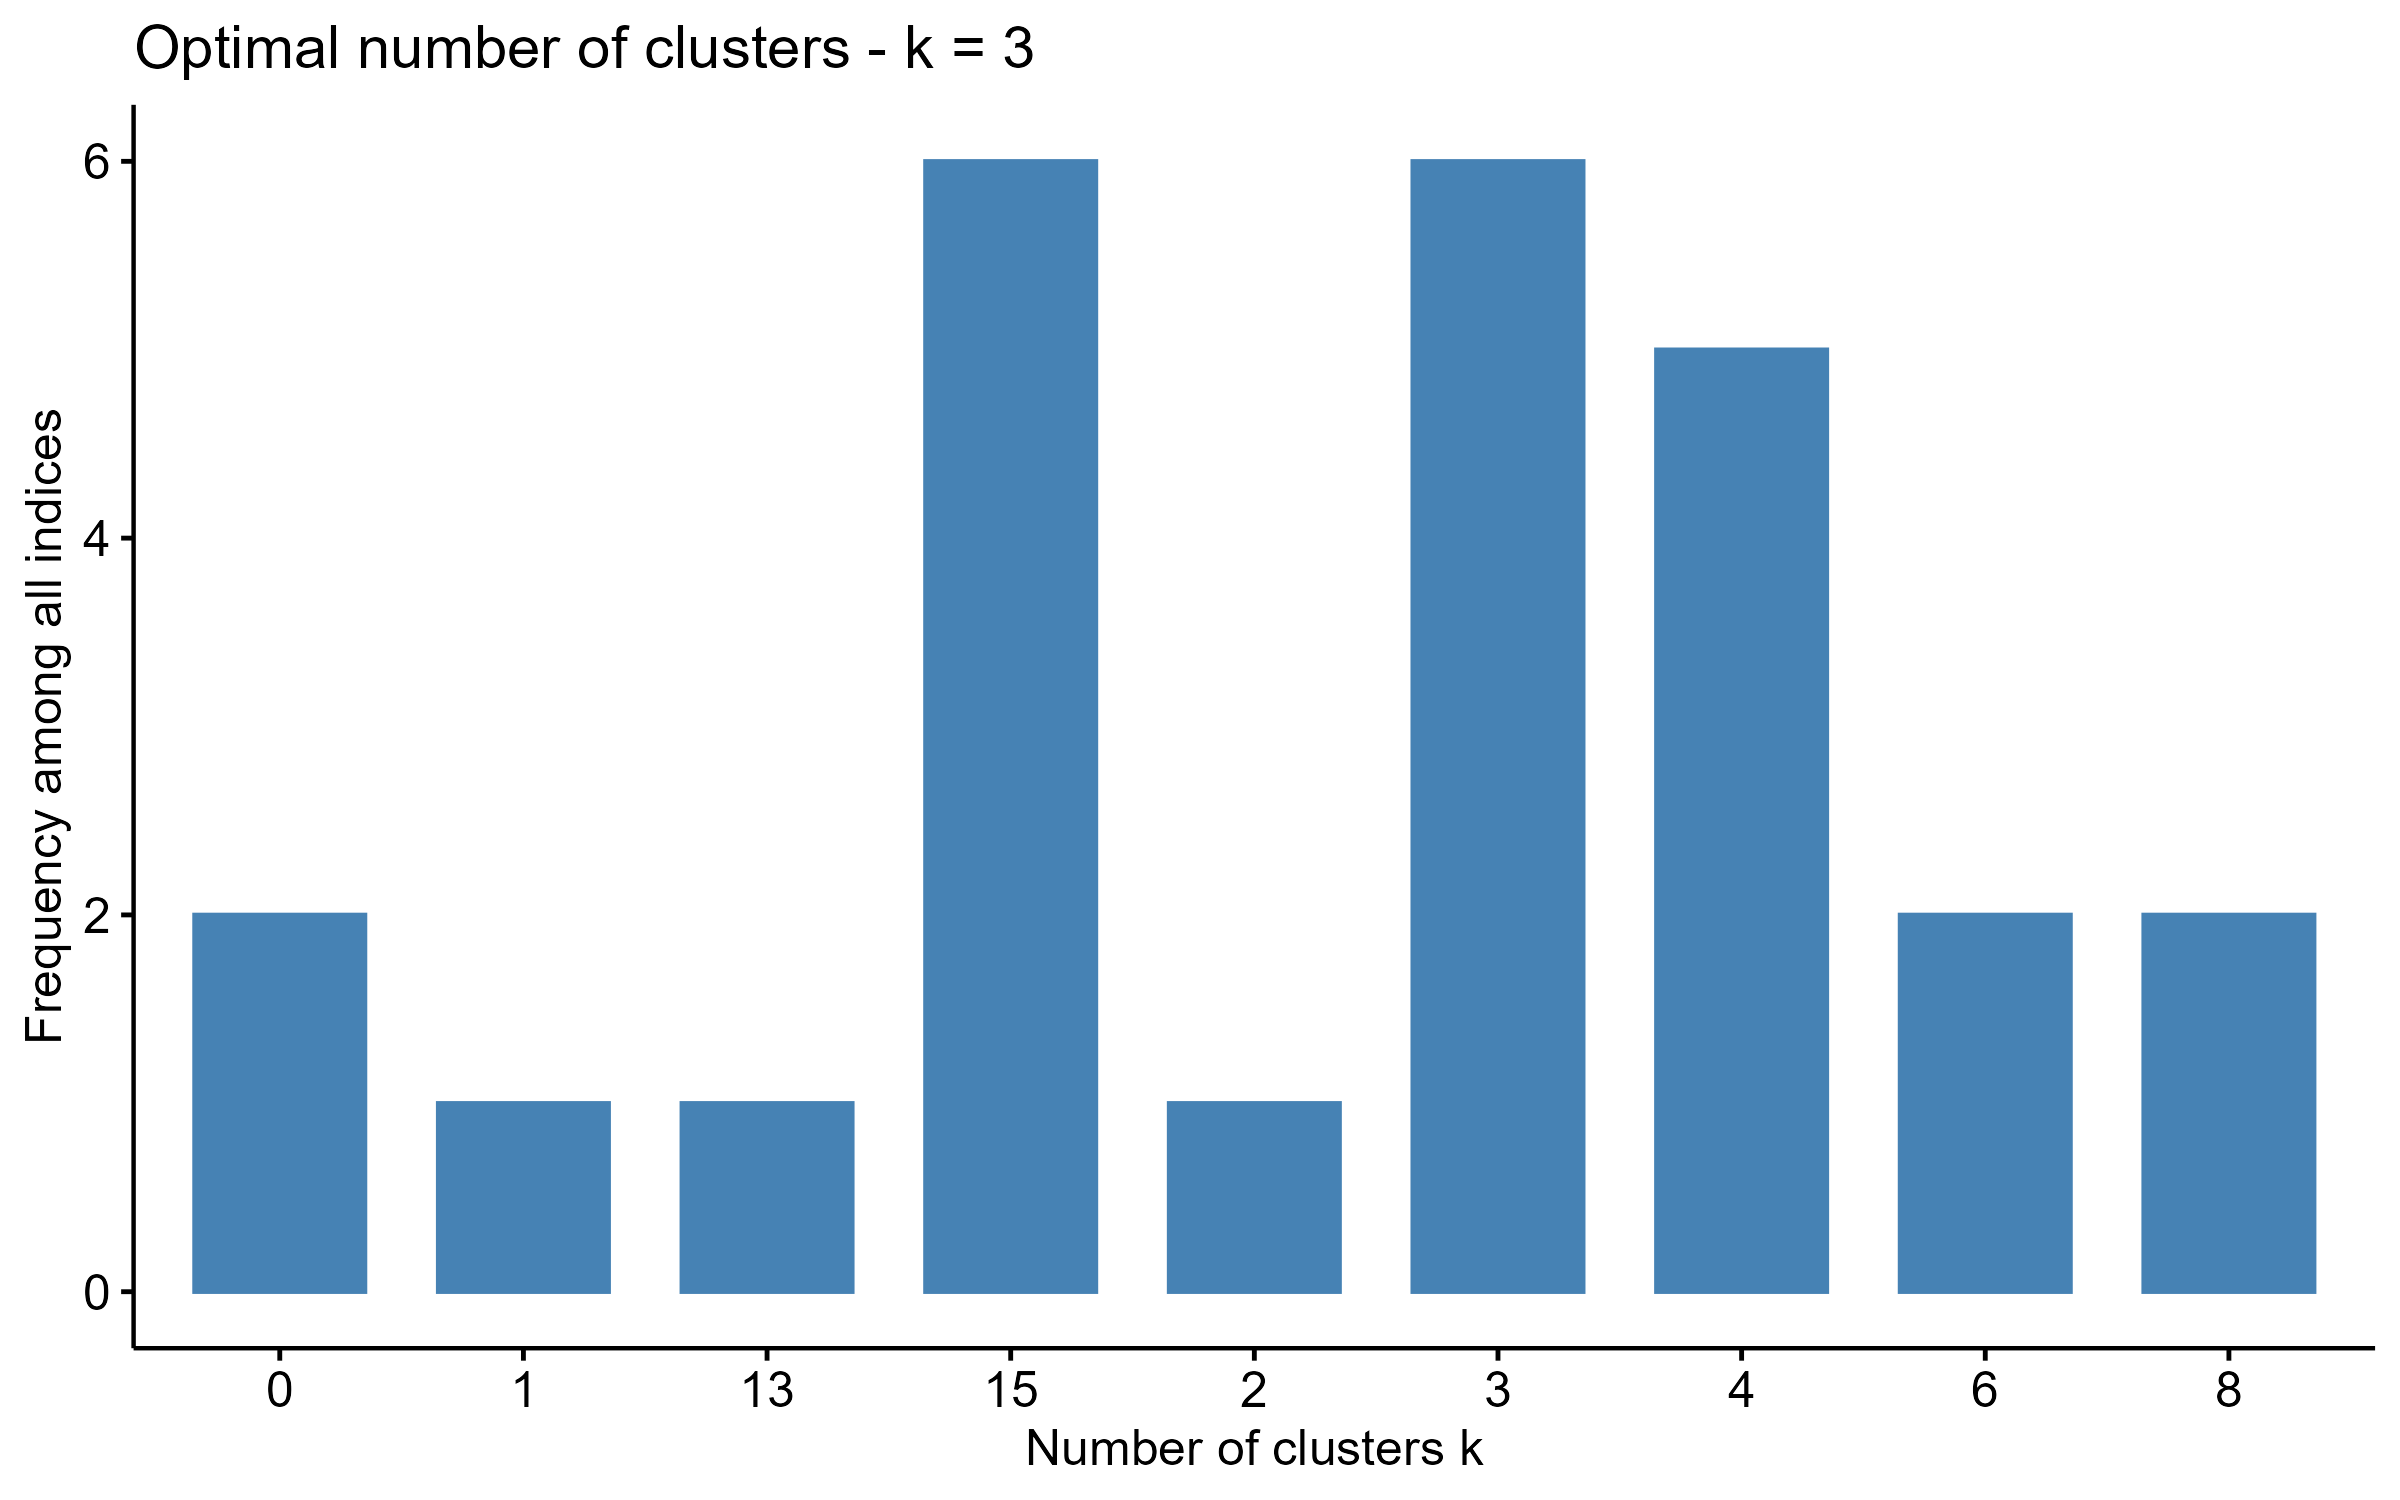 Optimal number of clusters - k = 3
Frequency among all indices
6
4
2
0
0 1 13 15 2 3 4 6 8
Number of clusters k